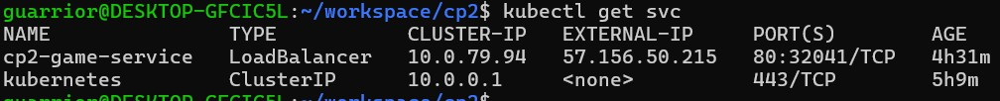 guarrior@DESKTOP-GFCIC5L:~/workspace/cp2$ kubectl get svc
NAME TYPE CLUSTER-IP EXTERNAL-IP PORT(S) AGE
cp2-game-service LoadBalancer 10.0.79.94 57.156.50.215 80:32041/TCP 4h31m
kubernetes ClusterIP 10.0.0.1 <none> 443/TCP 5h9m
guarrior@DESKTOP-GFCIC5L:~/workspace/cp2$